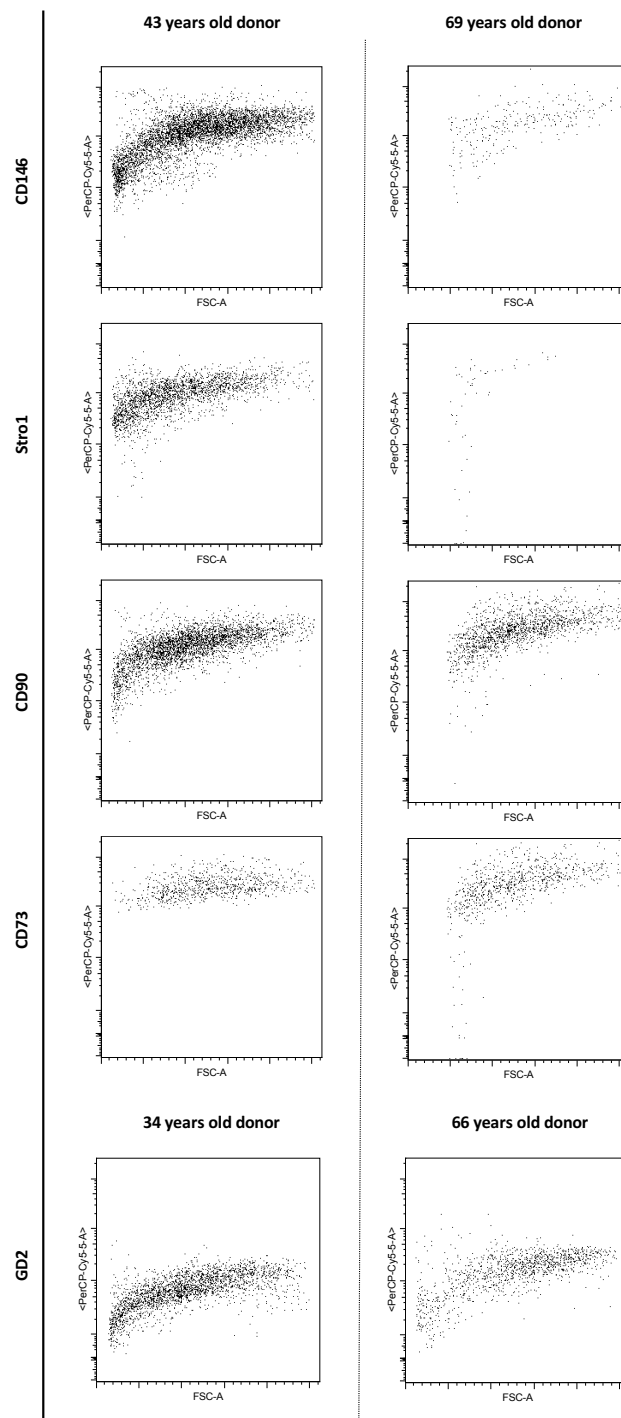 43 years old donor
69 years old donor
CD146
<PerCP-Cy5-5-A>
FSC-A
<PerCP-Cy5-5-A>
FSC-A
Stro1
<PerCP-Cy5-5-A>
FSC-A
<PerCP-Cy5-5-A>
FSC-A
CD90
<PerCP-Cy5-5-A>
FSC-A
<PerCP-Cy5-5-A>
FSC-A
CD73
<PerCP-Cy5-5-A>
FSC-A
<PerCP-Cy5-5-A>
FSC-A
34 years old donor
66 years old donor
GD2
<PerCP-Cy5-5-A>
FSC-A
<PerCP-Cy5-5-A>
FSC-A